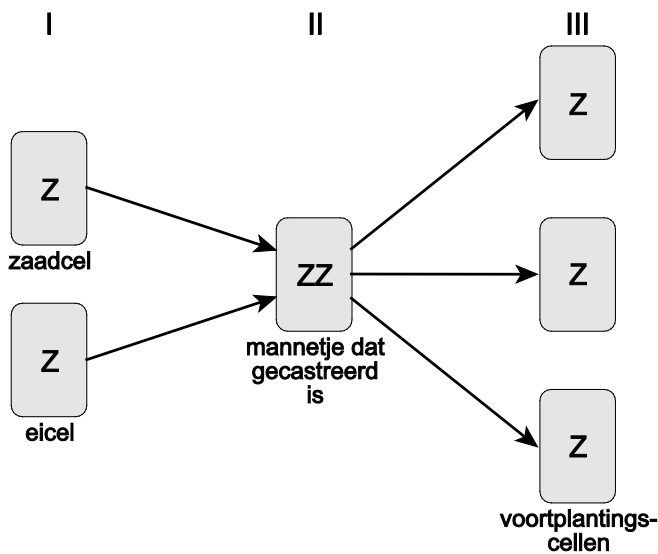 I II III
Z
zaadcel
Z
eicel
ZZ
mannetje dat
gecastreerd
is
Z
Z
Z
voortplantings-
cellen